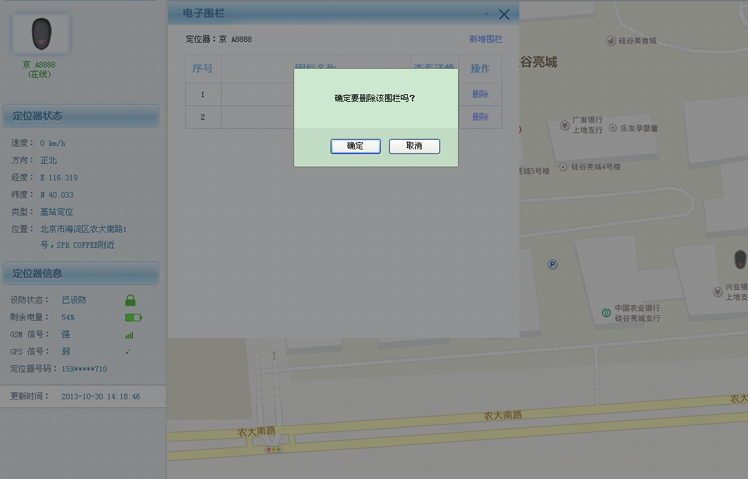 京 A8888
(在线)
定位器状态
速度： 0 km/h
方向： 正北
经度： E 116.319
纬度： N 40.033
类型： 基站定位
位置： 北京市海淀区农大南路1
号，SPR COFFEE附近
定位器信息
设防状态： 已设防
剩余电量： 54%
GSM 信号： 强
GPS 信号： 弱
定位器号码：159*****710
更新时间： 2013-10-30 14:18:46
电子围栏
定位器：京 A8888
新增围栏
序号 围栏名称 查看详情 操作
1 删除
2 删除
确定要删除该围栏吗？
确定 取消
硅谷亮食城
谷亮城
广发银行
上地支行
乐友孕婴童
亮城5号楼
硅谷亮城4号楼
P
兴业银
上地支
中国农业银行
硅谷亮城支行
农大南路
农大南路
农大